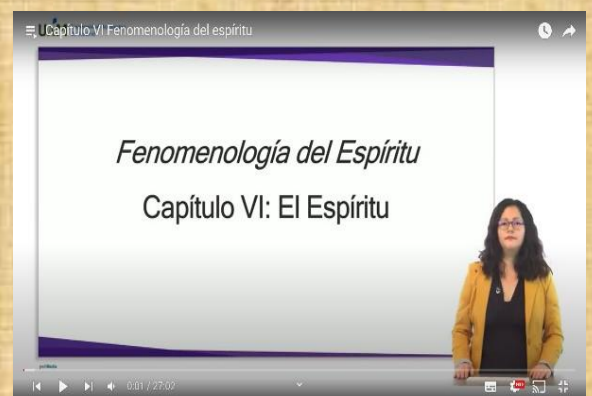 Capítulo VI Fenomenología del espíritu
Fenomenología del Espíritu
Capítulo VI: El Espíritu
0:01 / 27:02